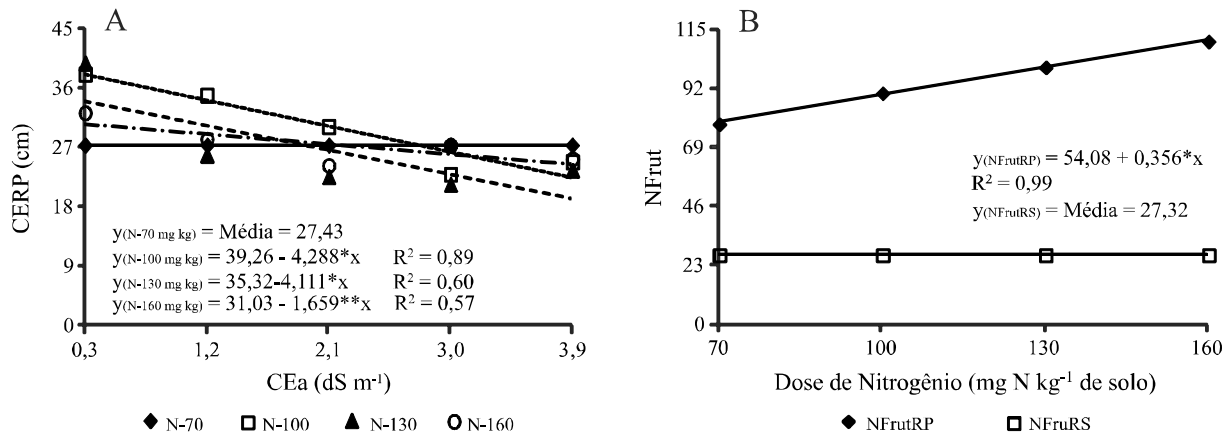 A
45
36
27
18
9
0
CERP (cm)
y(N-70 mg kg) = Média = 27,43
y(N-100 mg kg) = 39,26 - 4,288*x R² = 0,89
y(N-130 mg kg) = 35,32-4,111*x R² = 0,60
y(N-160 mg kg) = 31,03 - 1,659**x R² = 0,57
0,3 1,2 2,1 3,0 3,9
CEa (dS m⁻¹)
N-70 N-100 N-130 N-160
B
115
92
69
46
23
0
NFrut
y(NFrutRP) = 54,08 + 0,356*x
R² = 0,99
y(NFrutRS) = Média = 27,32
70 100 130 160
Dose de Nitrogênio (mg N kg⁻¹ de solo)
NFrutRP NFruRS